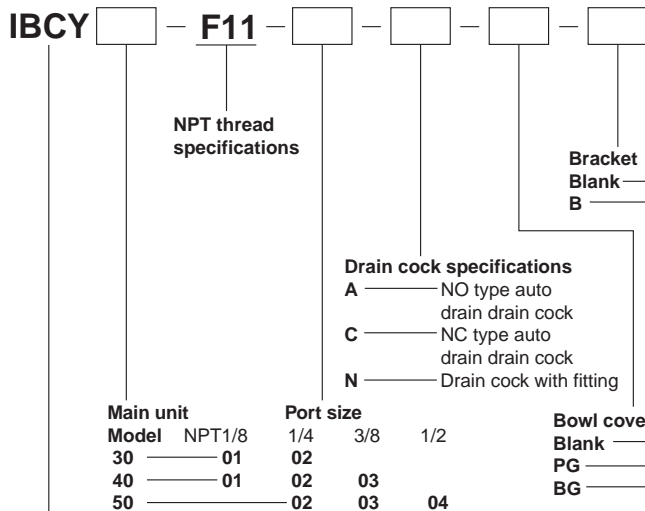 IBCY — F11 — — — —
NPT thread
specifications
Bracket
Blank
B
Drain cock specifications
A NO type auto
drain drain cock
C NC type auto
drain drain cock
N Drain cock with fitting
Main unit Port size
Model NPT1/8 1/4 3/8 1/2
30 01 02
40 01 02 03
50 02 03 04
Bowl cove
Blank
PG
BG